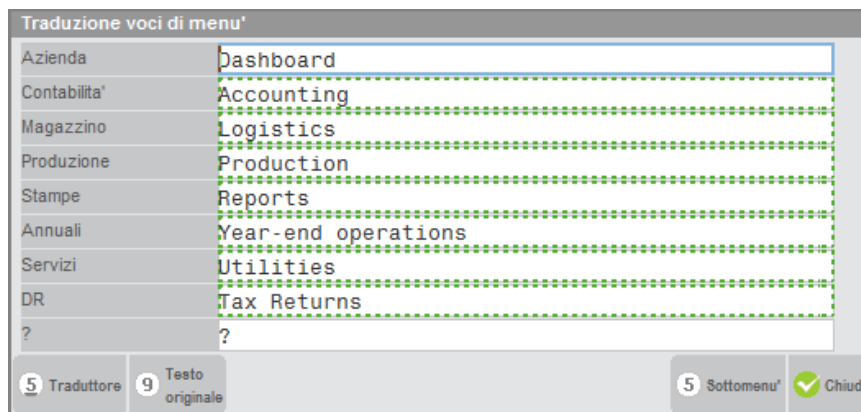 Traduzione voci di menu'
Azienda Dashboard
Contabilita' Accounting
Magazzino Logistics
Produzione Production
Stampe Reports
Annuali Year-end operations
Servizi Utilities
DR Tax Returns
? ?
5 Traduttore 9 Testo originale 5 Sottomenu' Chiud